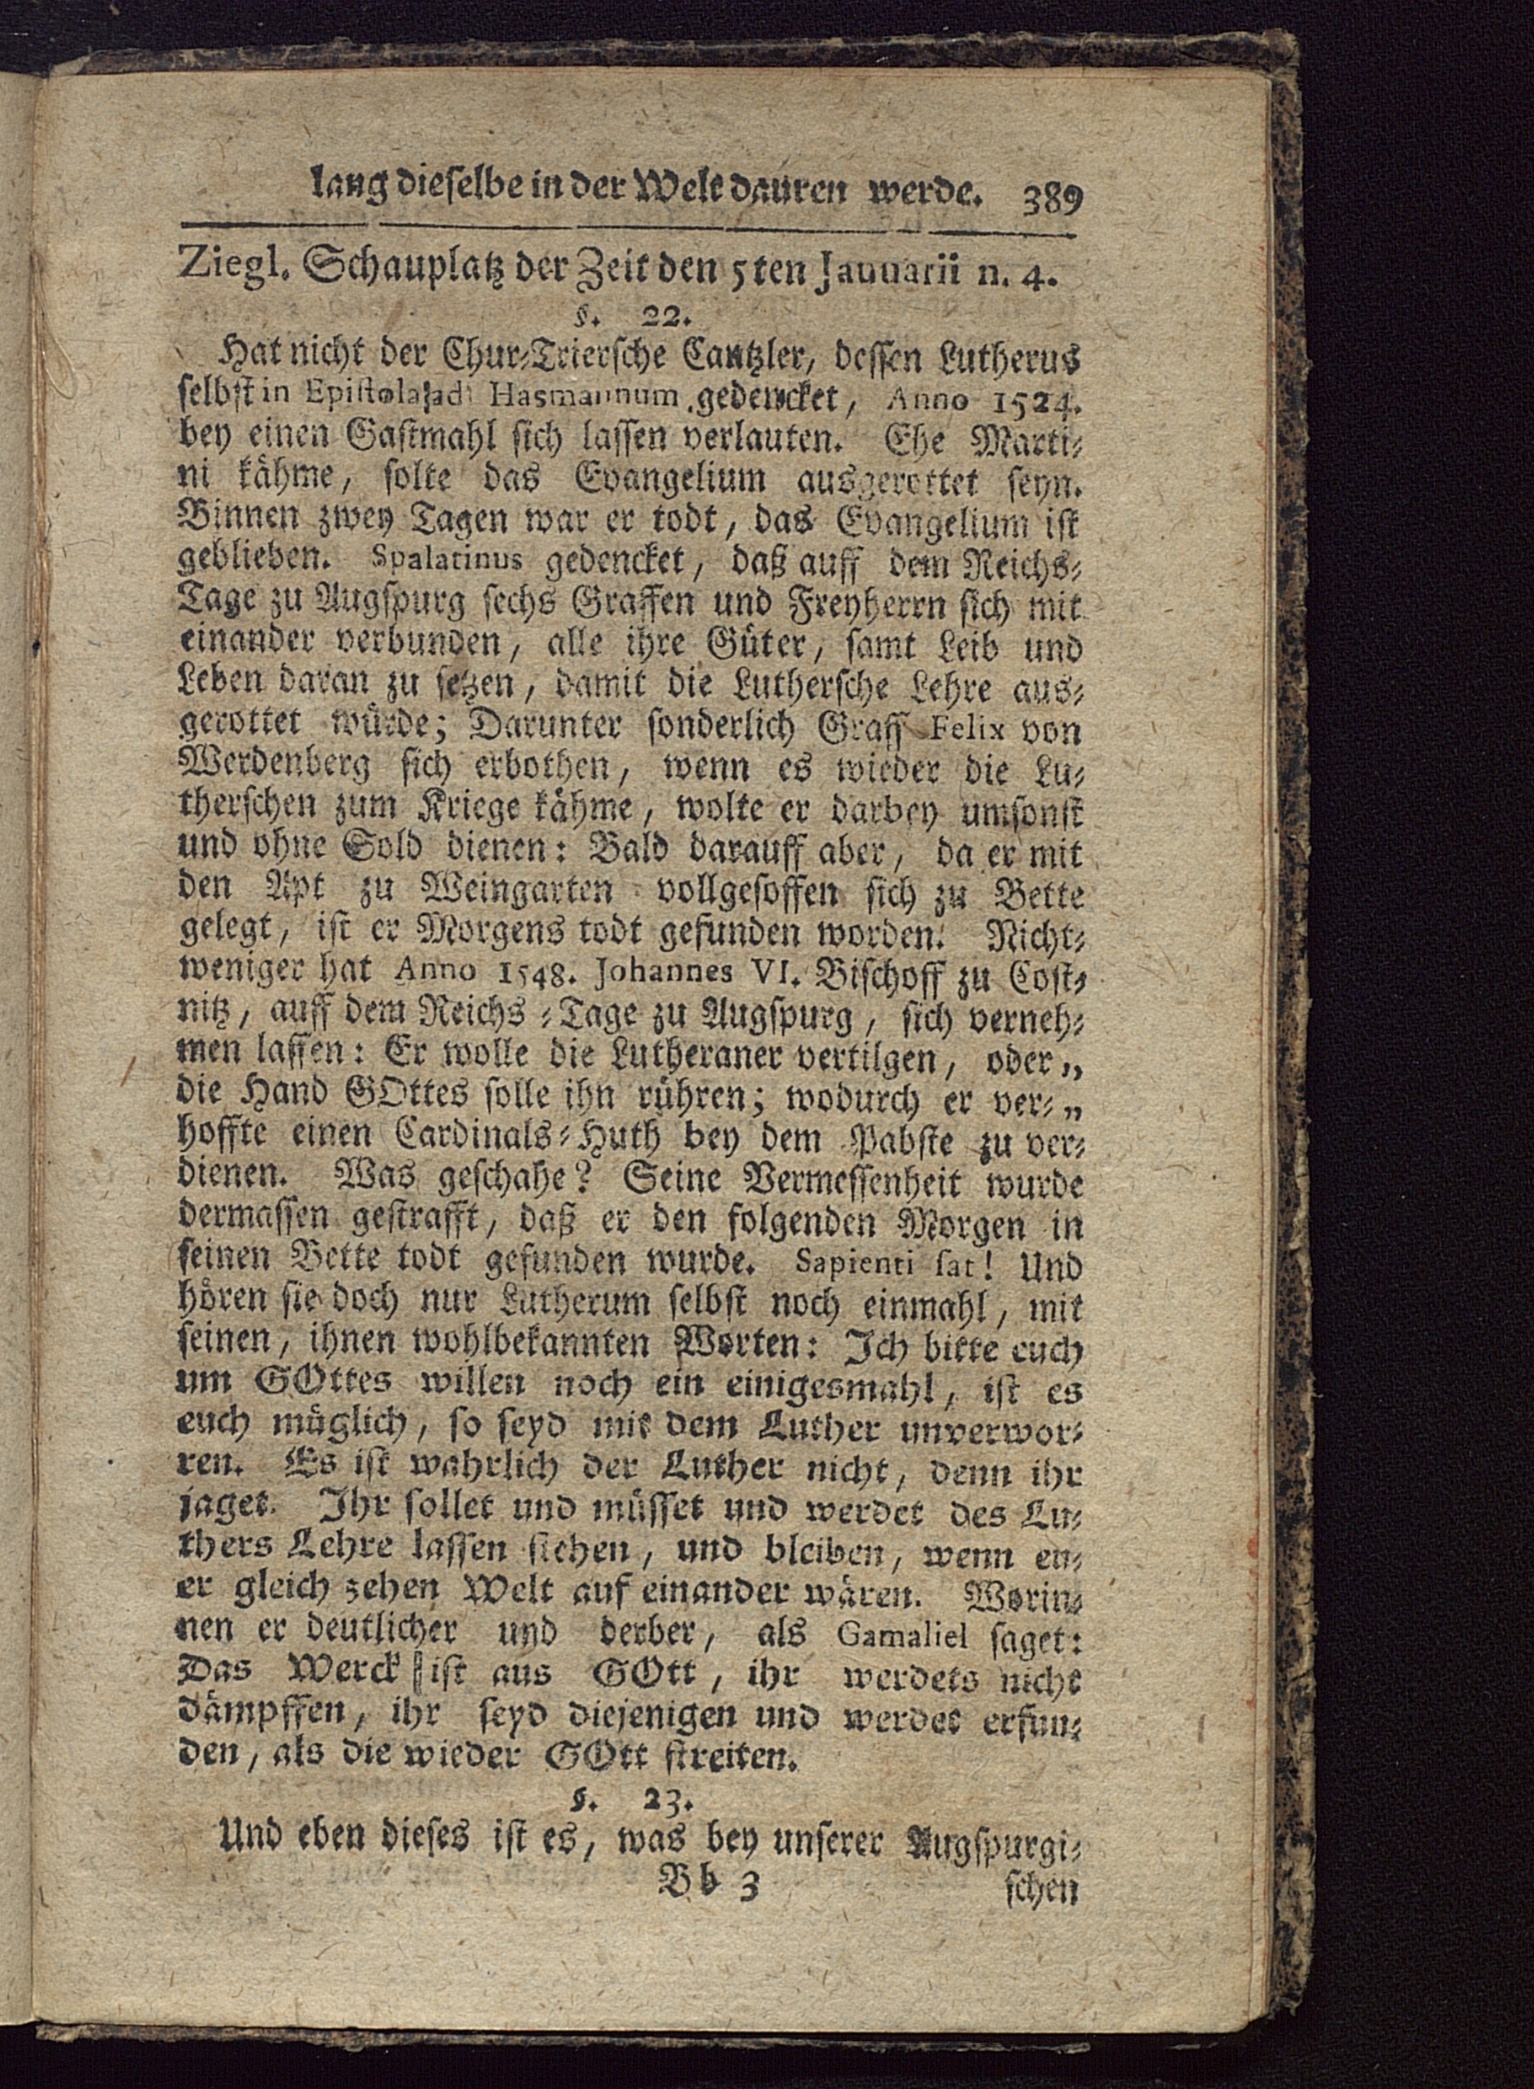 lang dieselbe in der Welt dauren werde. 389
Ziegl. Schauplatz der Zeit den 5ten Januarii n. 4.
§. 22.
Hat nicht der Chur-Triersche Cantzler, dessen Lutherus
selbst in Epistola ad Hasmannum gedencket, Anno 1524.
bey einen Gastmahl sich lassen verlauten. Ehe Marti-
ni kähme, solte das Evangelium ausgerottet seyn.
Binnen zwey Tagen war er todt, das Evangelium ist
geblieben. Spalatinus gedencket, daß auff dem Reichs-
Tage zu Augspurg sechs Graffen und Freyherrn sich mit
einander verbunden, alle ihre Güter, samt Leib und
Leben daran zu setzen, damit die Luthersche Lehre aus-
gerottet würde; Darunter sonderlich Graff Felix von
Werdenberg sich erbothen, wenn es wieder die Lu-
therschen zum Kriege kähme, wolte er darbey umsonst
und ohne Sold dienen: Bald darauff aber, da er mit
den Apt zu Weingarten vollgesoffen sich zu Bette
gelegt, ist er Morgens todt gefunden worden. Nicht-
weniger hat Anno 1548. Johannes VI. Bischoff zu Cost-
nitz, auff dem Reichs-Tage zu Augspurg, sich verneh-
men lassen: Er wolle die Lutheraner vertilgen, oder „
die Hand GOttes solle ihn rühren; wodurch er ver- „
hoffte einen Cardinals-Huth bey dem Pabste zu ver-
dienen. Was geschahe? Seine Vermessenheit wurde
dermassen gestrafft, daß er den folgenden Morgen in
seinen Bette todt gefunden wurde. Sapienti sat! Und
hören sie doch nur Lutherum selbst noch einmahl, mit
seinen, ihnen wohlbekannten Worten: Ich bitte euch
um GOttes willen noch ein einigesmahl, ist es
euch müglich, so seyd mit dem Luther unverwor-
ren. Es ist wahrlich der Luther nicht, denn ihr
jaget. Ihr sollet und müsset und werdet des Lu-
thers Lehre lassen stehen, und bleiben, wenn eu-
er gleich zehen Welt auf einander wären. Worin-
nen er deutlicher und derber, als Gamaliel saget:
Das Werck ist aus GOtt, ihr werdets nicht
dämpffen, ihr seyd diejenigen und werdet erfun-
den, als die wieder GOtt streiten.
§. 23.
Und eben dieses ist es, was bey unserer Augspurgi-
Bb 3 schen